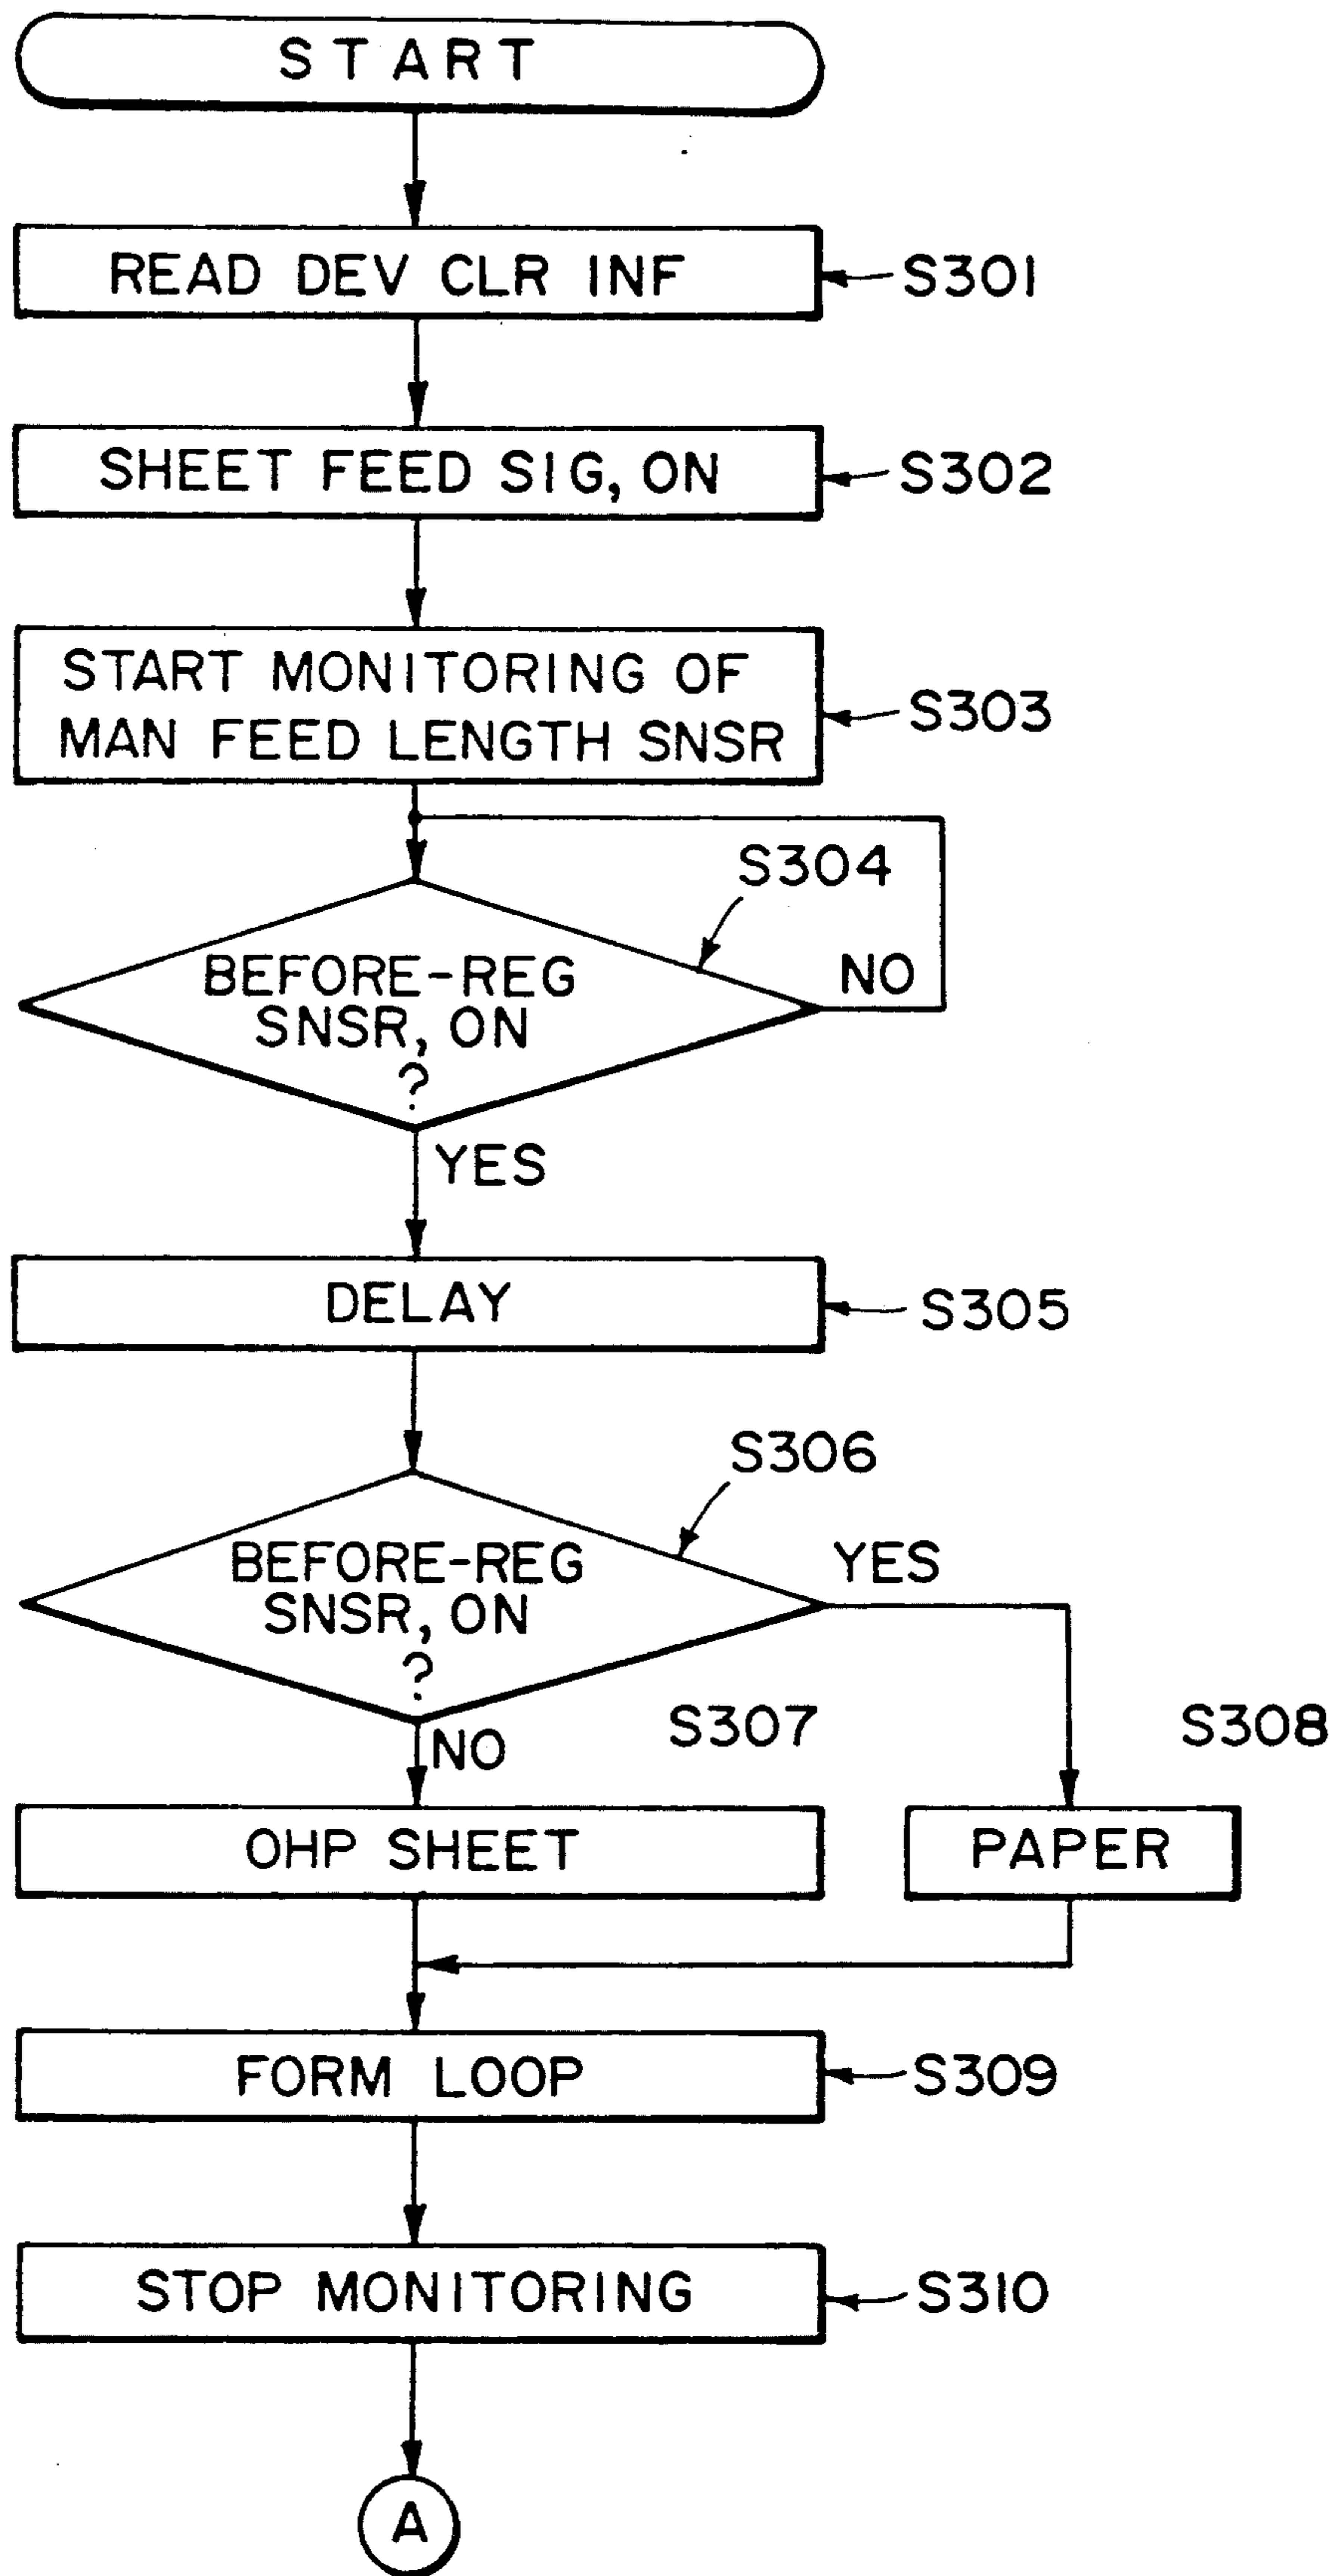 START
READ DEV CLR INF
S301
SHEET FEED SIG, ON
S302
START MONITORING OF
MAN FEED LENGTH SNSR
S303
S304
BEFORE-REG
SNSR, ON
?
NO
YES
DELAY
S305
S306
BEFORE-REG
SNSR, ON
?
YES
NO
S307
S308
OHP SHEET
PAPER
FORM LOOP
S309
STOP MONITORING
S310
A